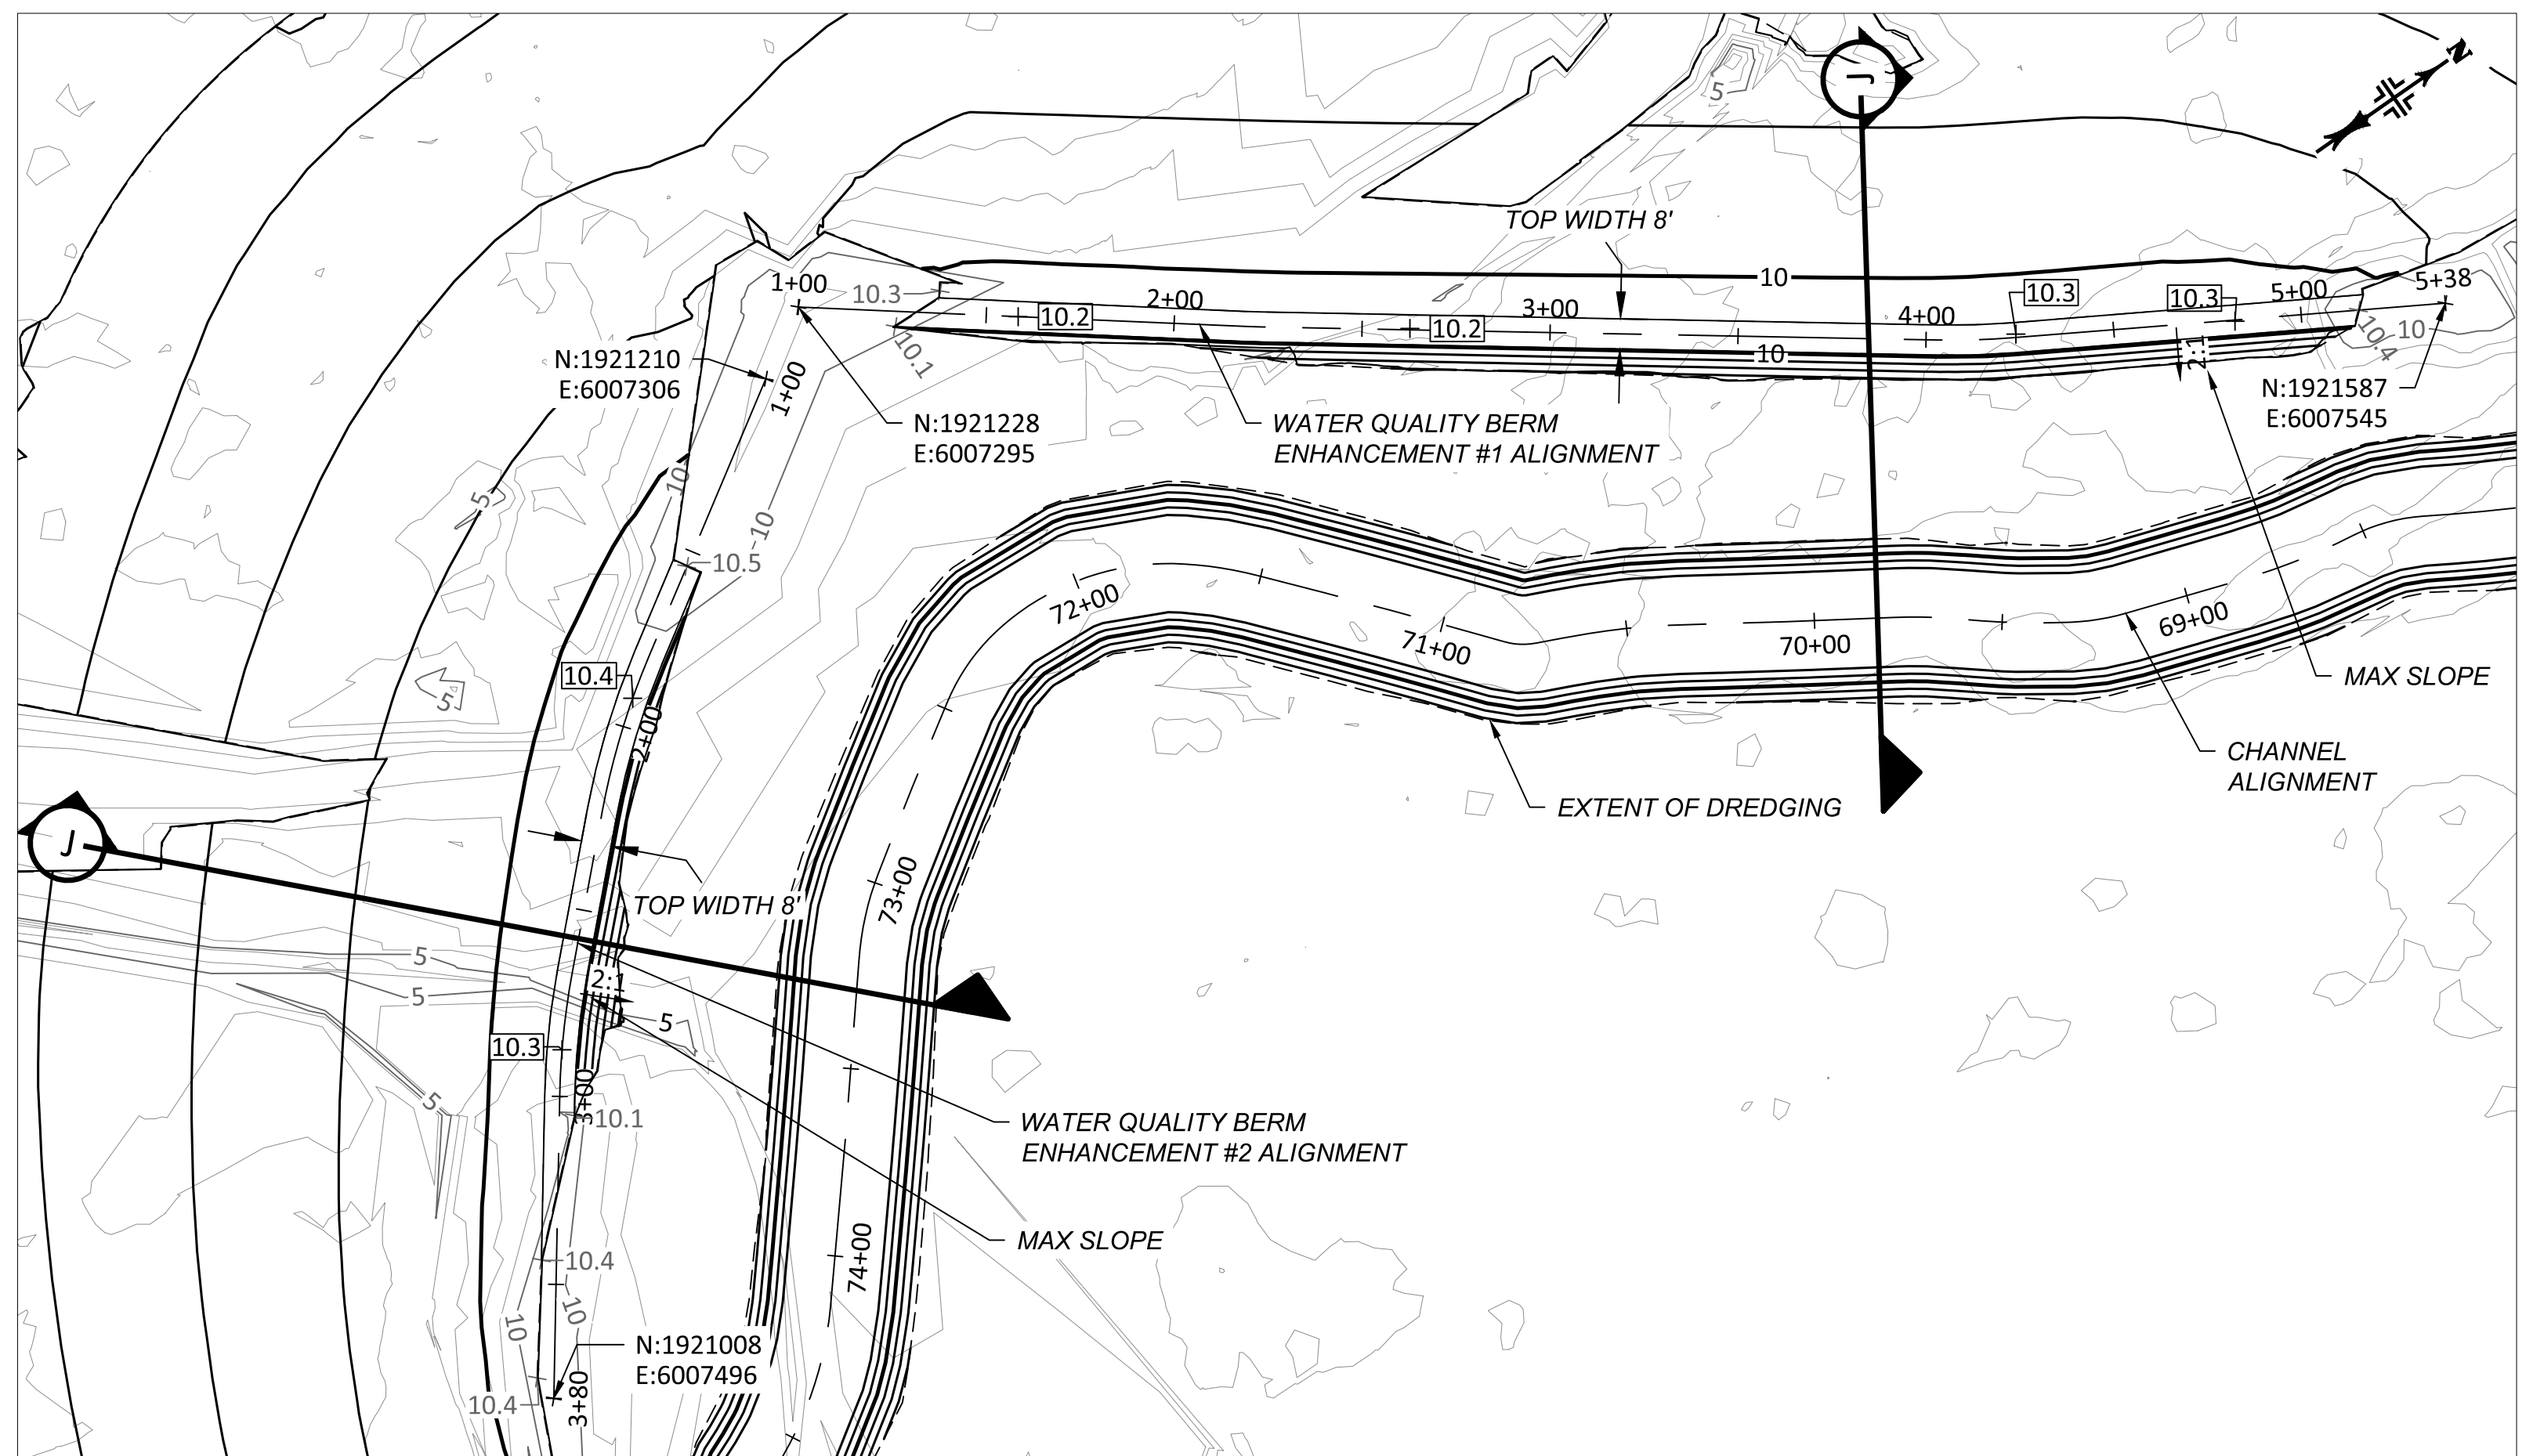 J
N
5
TOP WIDTH 8'
1+00
10.3
10.2
2+00
10.2
3+00
10
4+00
10.3
10.3
5+00
5+38
10
10.4
10
2:1
10.1
N:1921210
E:6007306
1+00
N:1921228
E:6007295
WATER QUALITY BERM
ENHANCEMENT #1 ALIGNMENT
N:1921587
E:6007545
10
10
5
10.5
72+00
71+00
70+00
69+00
MAX SLOPE
10.4
5
2+00
CHANNEL
ALIGNMENT
EXTENT OF DREDGING
J
73+00
TOP WIDTH 8'
5
5
2:1
5
10.3
3+00
5
10.1
WATER QUALITY BERM
ENHANCEMENT #2 ALIGNMENT
MAX SLOPE
74+00
10.4
10
10
N:1921008
E:6007496
3+80
10.4